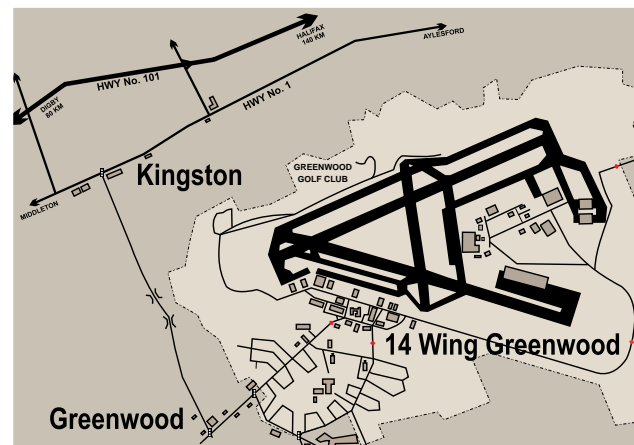 HALIFAX
140 KM
AYLESFORD
HWY No. 101
HWY No. 1
DIGBY
80 KM
Kingston
GREENWOOD
GOLF CLUB
MIDDLETON
14 Wing Greenwood
Greenwood